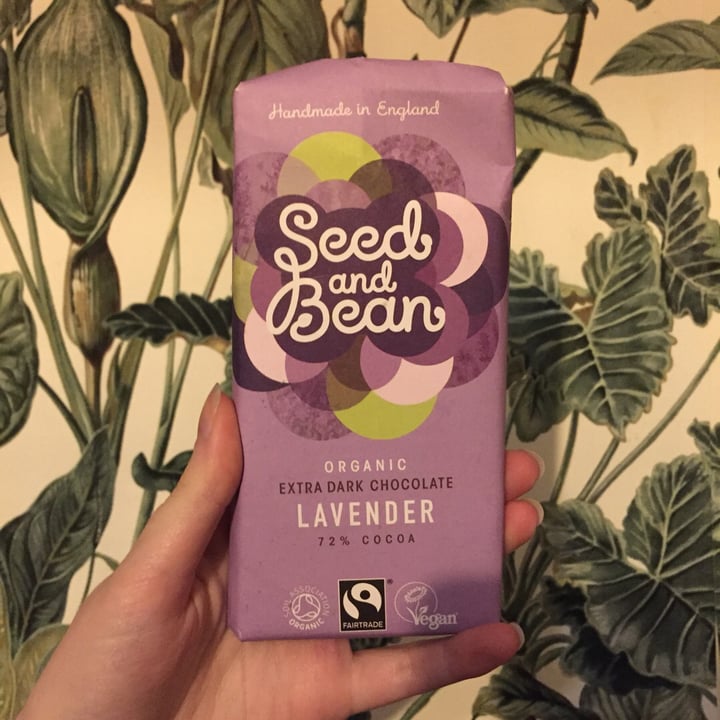 Handmade in England
Seed
and
Bean
ORGANIC
EXTRA DARK CHOCOLATE
LAVENDER
72% COCOA
SOIL ASSOCIATION
ORGANIC
FAIRTRADE
®
Vegan